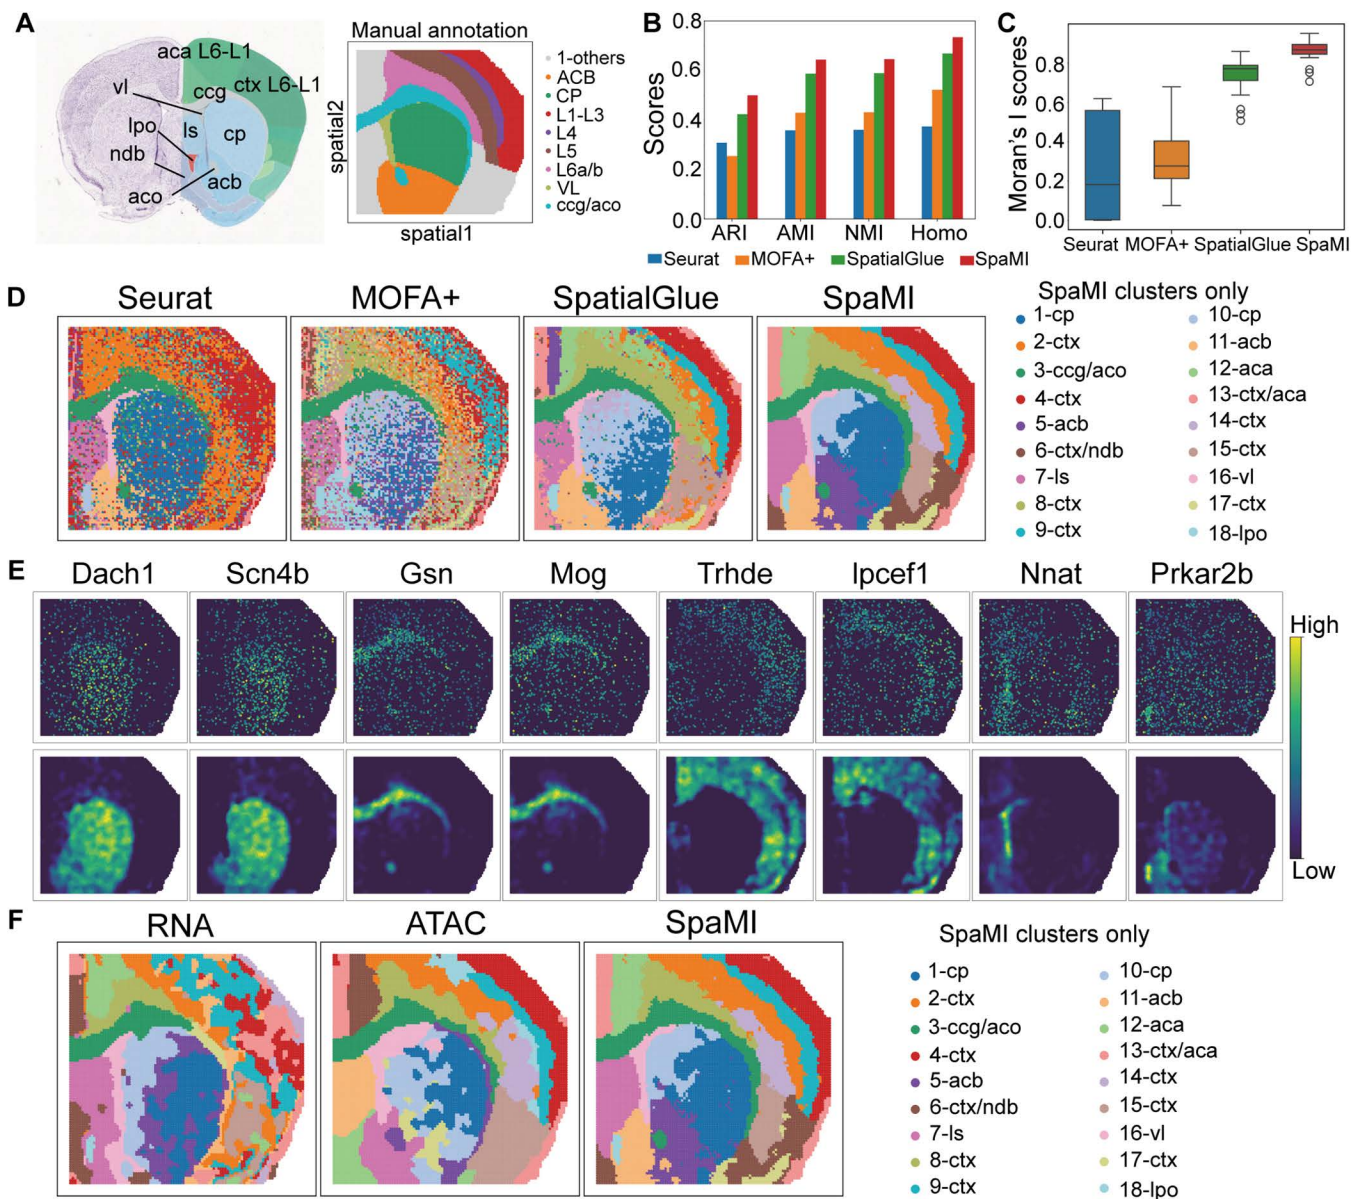 A
aca L6-L1
ctx L6-L1
vl
ccg
lpo
ls
cp
ndb
aco
acb
Manual annotation
spatial2
spatial1
1-others
ACB
CP
L1-L3
L4
L5
L6a/b
VL
ccg/aco
B
Scores
0.8
0.6
0.4
0.2
0.0
ARI AMI NMI Homo
Seurat MOFA+ SpatialGlue SpaMI
C
Moran's I scores
0.8
0.6
0.4
0.2
0.0
Seurat MOFA+ SpatialGlue SpaMI
D
Seurat MOFA+ SpatialGlue SpaMI
SpaMI clusters only
1-cp 10-cp
2-ctx 11-acb
3-ccg/aco 12-aca
4-ctx 13-ctx/aca
5-acb 14-ctx
6-ctx/ndb 15-ctx
7-ls 16-vl
8-ctx 17-ctx
9-ctx 18-lpo
E
Dach1 Scn4b Gsn Mog Trhde Ipcef1 Nnat Prkar2b
High
Low
F
RNA ATAC SpaMI
SpaMI clusters only
1-cp 10-cp
2-ctx 11-acb
3-ccg/aco 12-aca
4-ctx 13-ctx/aca
5-acb 14-ctx
6-ctx/ndb 15-ctx
7-ls 16-vl
8-ctx 17-ctx
9-ctx 18-lpo